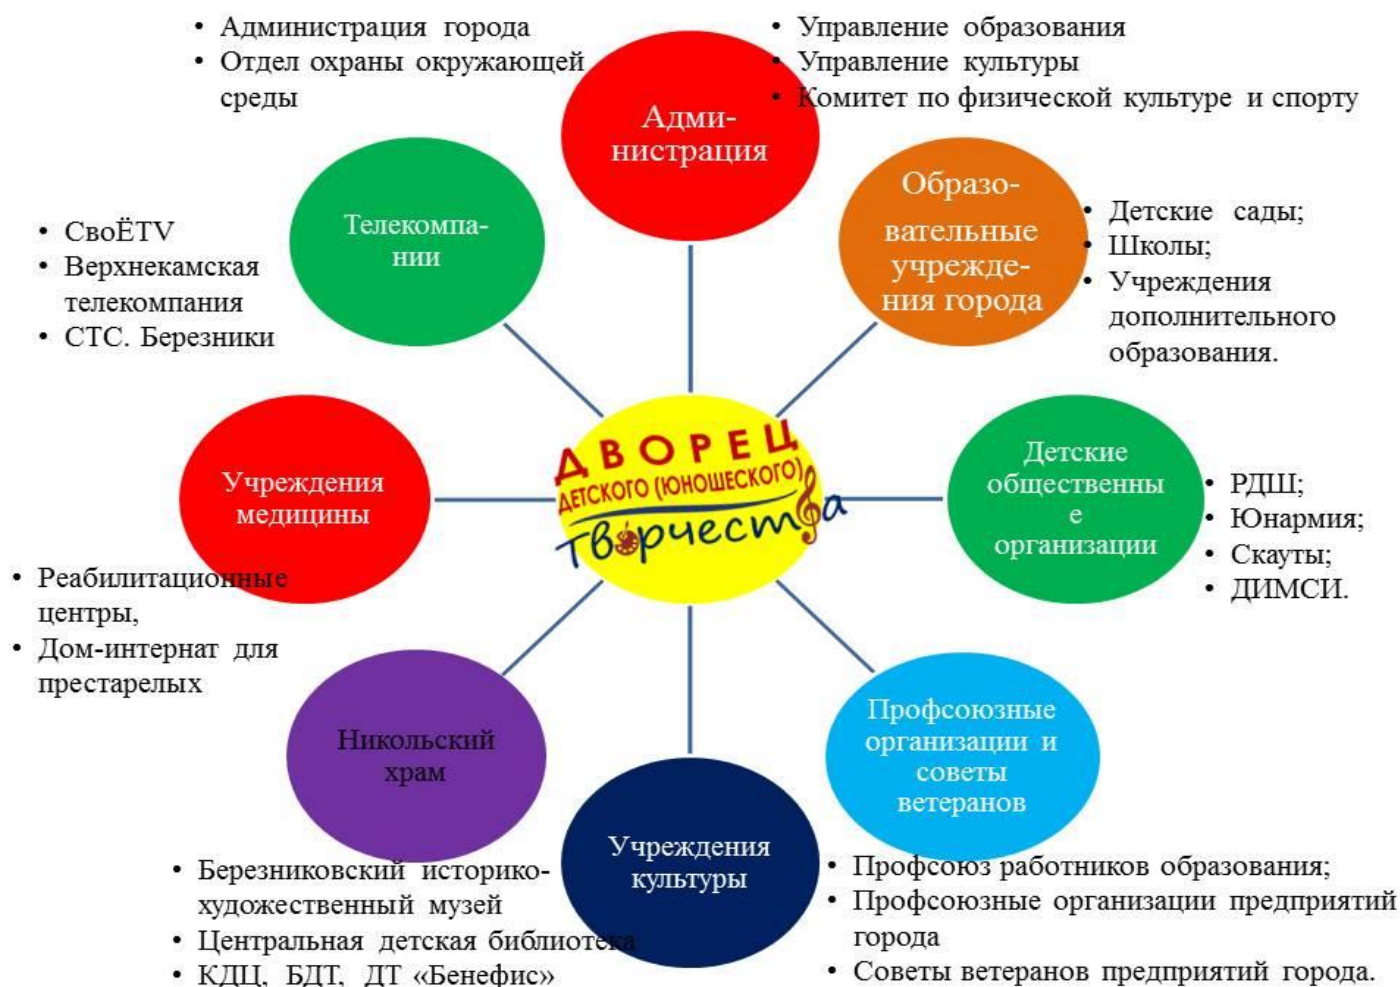 • Администрация города
• Отдел охраны окружающей
среды
• Управление образования
• Управление культуры
• Комитет по физической культуре и спорту
Адми-
нистрация
Телекомпа-
нии
• СвоЁTV
• Верхнекамская
телекомпания
• СТС. Березники
Образо-
вательные
учрежде-
ния города
• Детские сады;
• Школы;
• Учреждения
дополнительного
образования.
Учреждения
медицины
• Реабилитационные
центры,
• Дом-интернат для
престарелых
ДВОРЕЦ
ДЕТСКОГО (ЮНОШЕСКОГО)
Творчества
Детские
общественны
е
организации
• РДШ;
• Юнармия;
• Скауты;
• ДИМСИ.
Никольский
храм
Профсоюзные
организации и
советы
ветеранов
Учреждения
культуры
• Березниковский историко-
художественный музей
• Центральная детская библиотека
• КДЦ, БДТ, ДТ «Бенефис»
• Профсоюз работников образования;
• Профсоюзные организации предприятий
города
• Советы ветеранов предприятий города.